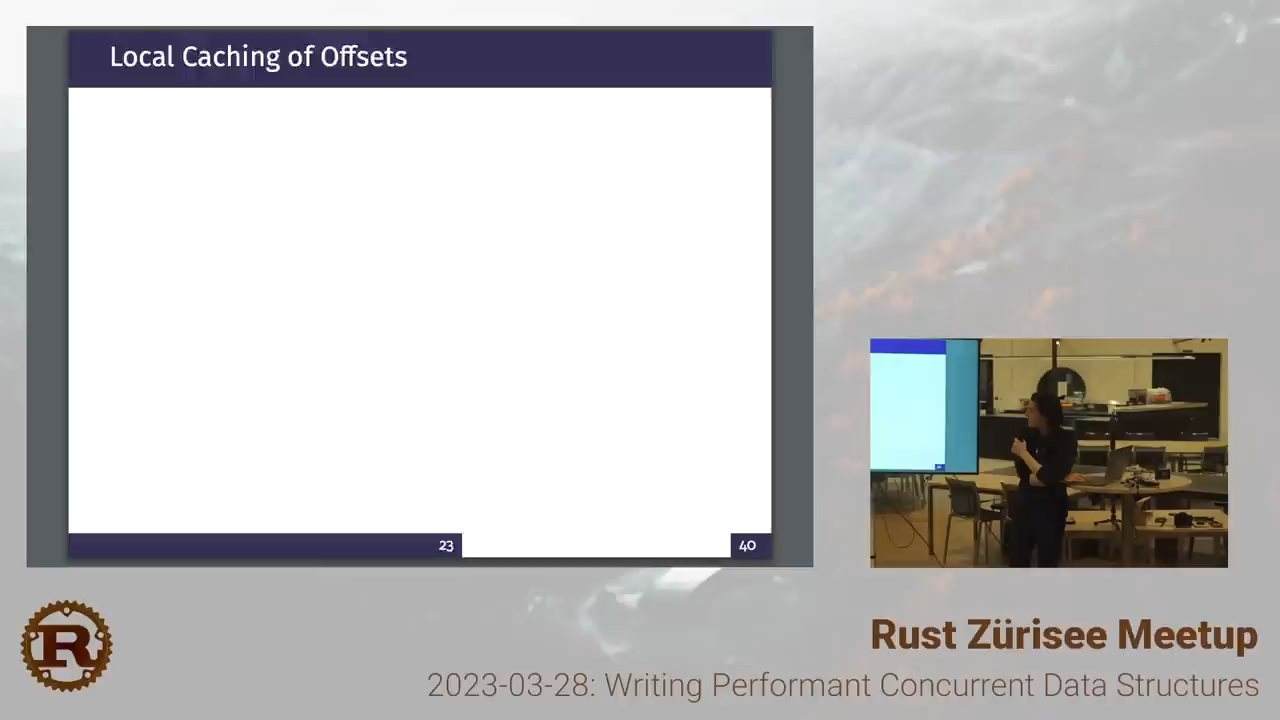 Local Caching of Offsets
23
40
R
Rust Zürisee Meetup
2023-03-28: Writing Performant Concurrent Data Structures